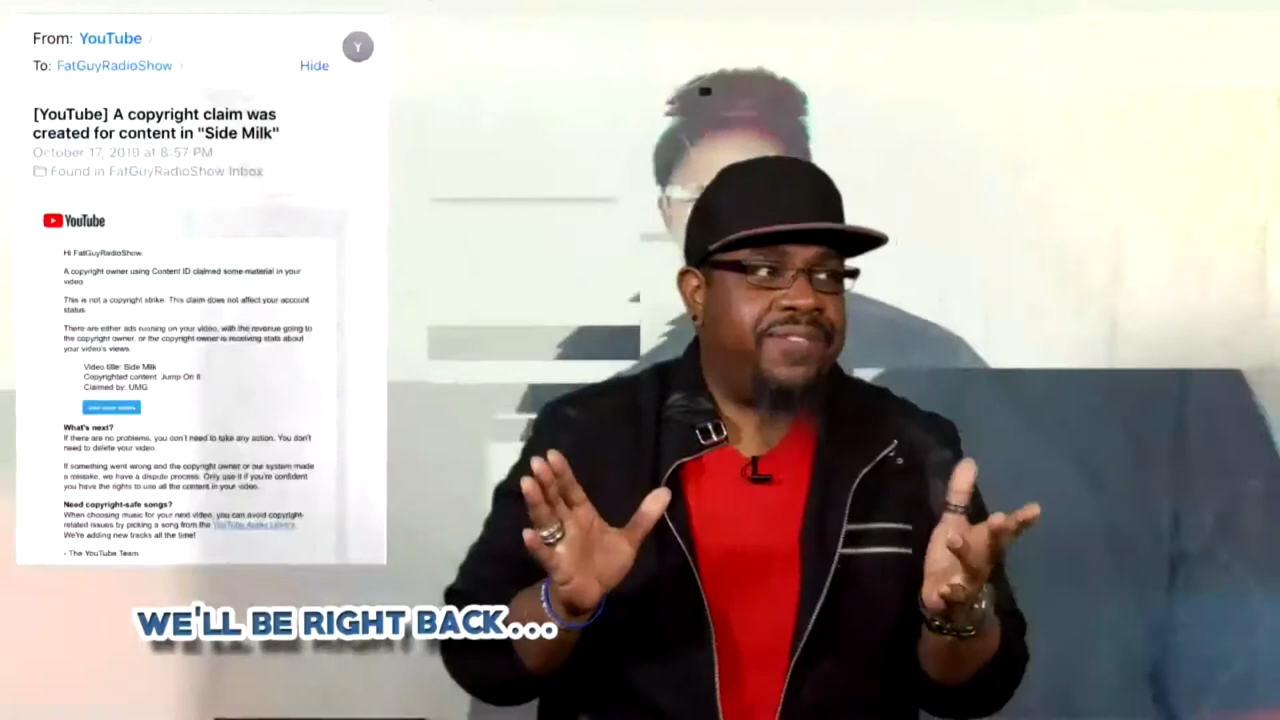 From: YouTube
Y
To: FatGuyRadioShow
Hide
[YouTube] A copyright claim was
created for content in "Side Milk"
October 17, 2019 at 8:57 PM
Found in FatGuyRadioShow Inbox
YouTube
Hi FatGuyRadioShow,
A copyright owner using Content ID claimed some material in your
video.
This is not a copyright strike. This claim does not affect your account
status.
There are either ads running on your video, with the revenue going to
the copyright owner, or the copyright owner is receiving stats about
your video's views.
Video title: Side Milk
Copyrighted content: Jump On It
Claimed by: UMG
What's next?
If there are no problems, you don't need to take any action. You don't
need to delete your video.
If something went wrong and the copyright owner or our system made
a mistake, we have a dispute process. Only use it if you're confident
you have the rights to use all the content in your video.
Need copyright-safe songs?
When choosing music for your next video, you can avoid copyright-
related issues by picking a song from the YouTube Audio Library.
We're adding new tracks all the time!
- The YouTube Team
WE'LL BE RIGHT BACK...